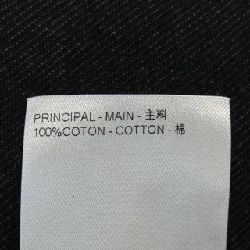 PRINCIPAL - MAIN - 主料
100%COTON - COTTON - 棉